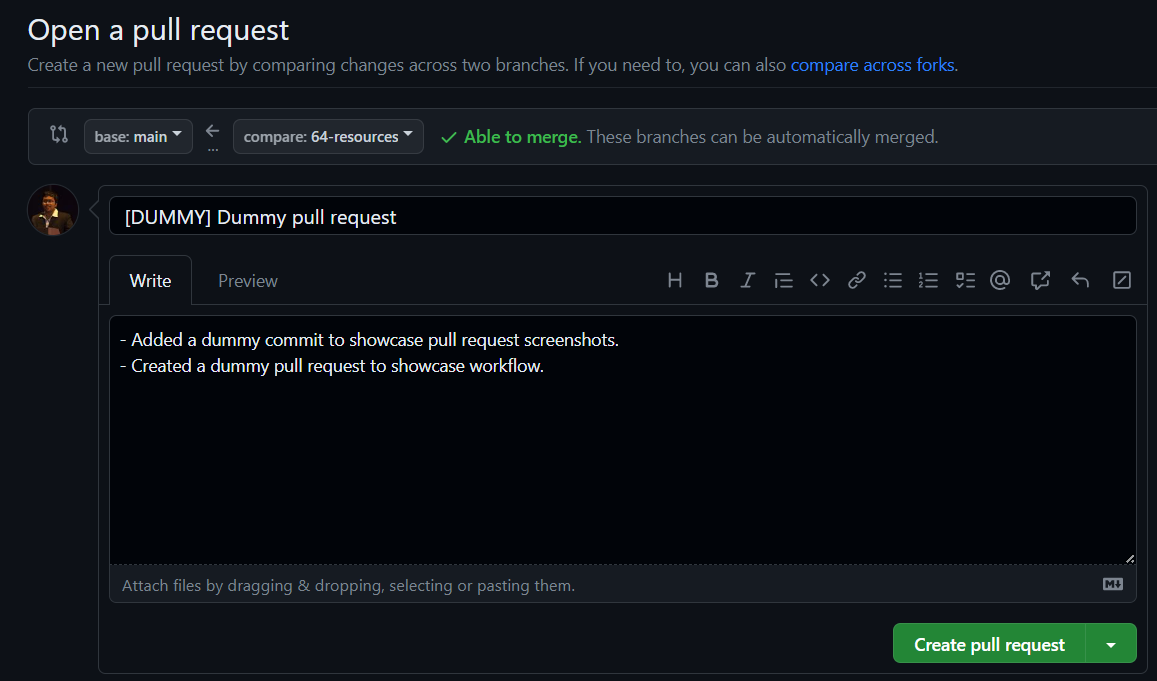 Open a pull request
Create a new pull request by comparing changes across two branches. If you need to, you can also compare across forks.
base: main
...
compare: 64-resources
Able to merge. These branches can be automatically merged.
[DUMMY] Dummy pull request
Write
Preview
- Added a dummy commit to showcase pull request screenshots.
- Created a dummy pull request to showcase workflow.
Attach files by dragging & dropping, selecting or pasting them.
Create pull request